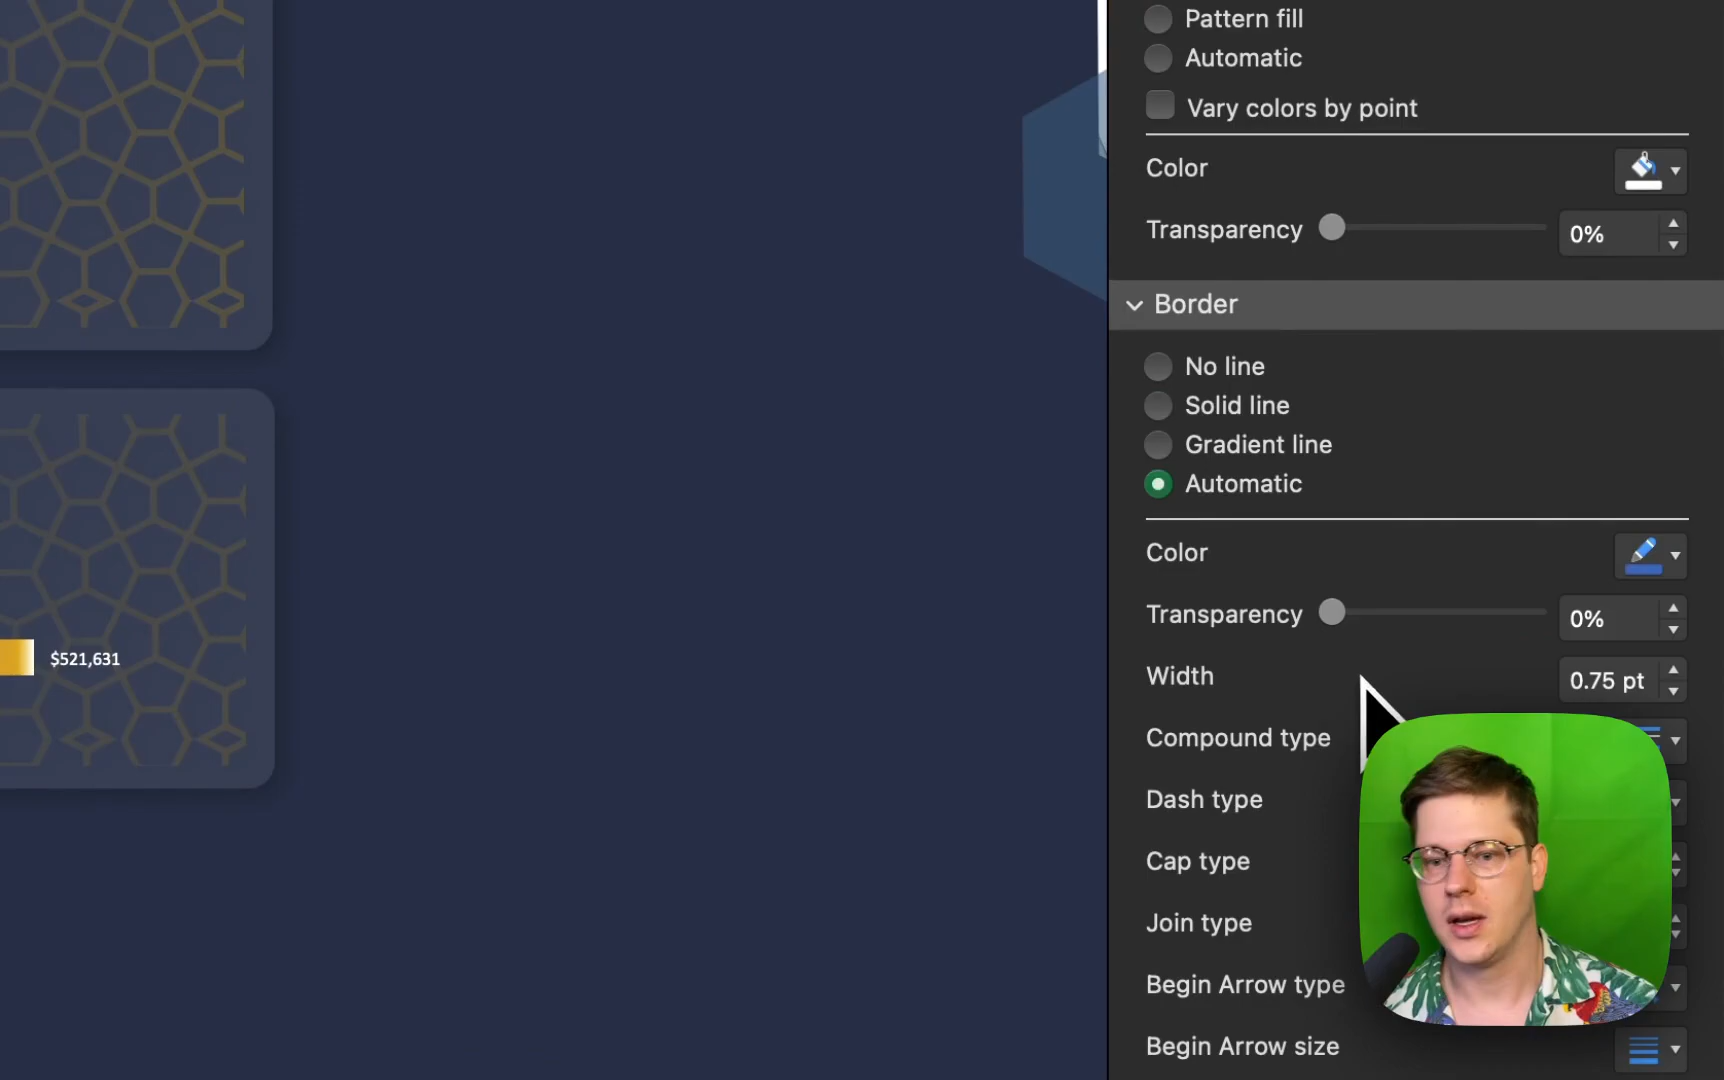 Pattern fill
Automatic
Vary colors by point
Color
Transparency 0%
Border
No line
Solid line
Gradient line
Automatic
Color
Transparency 0%
$521,631
Width 0.75 pt
Compound type
Dash type
Cap type
Join type
Begin Arrow type
Begin Arrow size